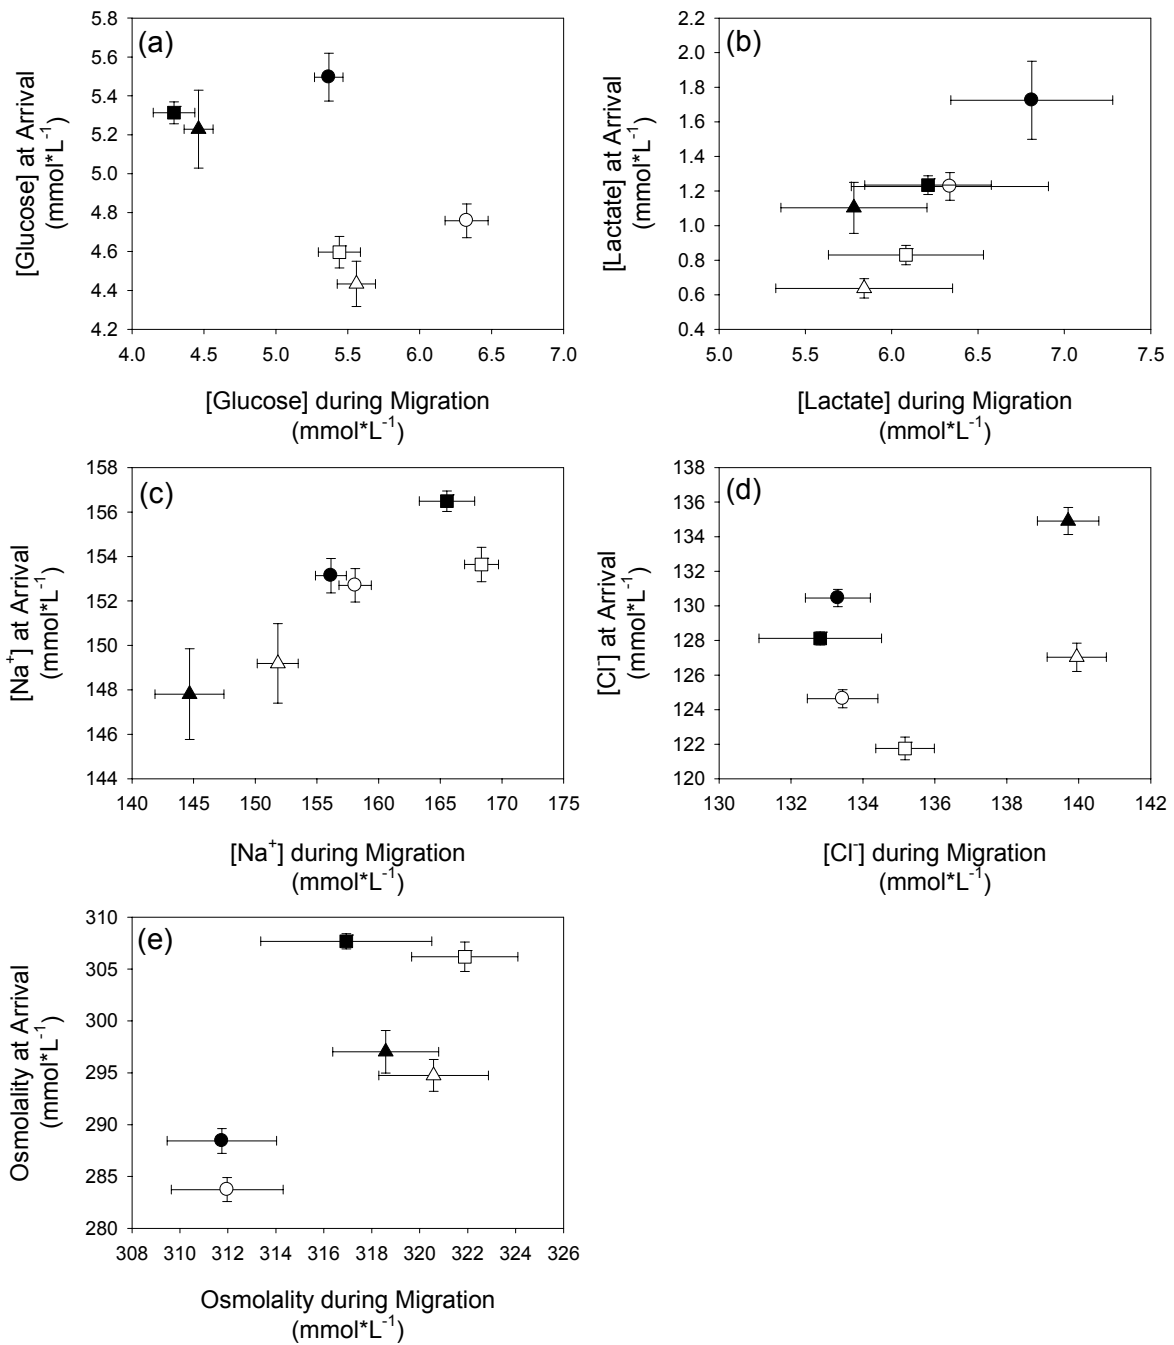 (a)
[Glucose] at Arrival
(mmol*L⁻¹)
5.8
5.6
5.4
5.2
5.0
4.8
4.6
4.4
4.2
4.0 4.5 5.0 5.5 6.0 6.5 7.0
[Glucose] during Migration
(mmol*L⁻¹)
(b)
[Lactate] at Arrival
(mmol*L⁻¹)
2.2
2.0
1.8
1.6
1.4
1.2
1.0
0.8
0.6
0.4
5.0 5.5 6.0 6.5 7.0 7.5
[Lactate] during Migration
(mmol*L⁻¹)
(c)
[Na⁺] at Arrival
(mmol*L⁻¹)
158
156
154
152
150
148
146
144
140 145 150 155 160 165 170 175
[Na⁺] during Migration
(mmol*L⁻¹)
(d)
[Cl⁻] at Arrival
(mmol*L⁻¹)
138
136
134
132
130
128
126
124
122
120
130 132 134 136 138 140 142
[Cl⁻] during Migration
(mmol*L⁻¹)
(e)
Osmolality at Arrival
(mmol*L⁻¹)
310
305
300
295
290
285
280
308 310 312 314 316 318 320 322 324 326
Osmolality during Migration
(mmol*L⁻¹)